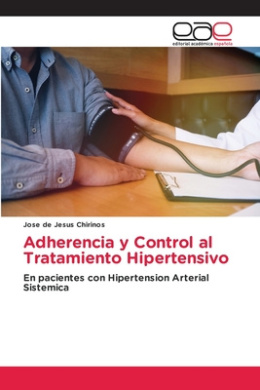 eae
editorial académica española
Jose de Jesus Chirinos
Adherencia y Control al
Tratamiento Hipertensivo
En pacientes con Hipertension Arterial
Sistemica